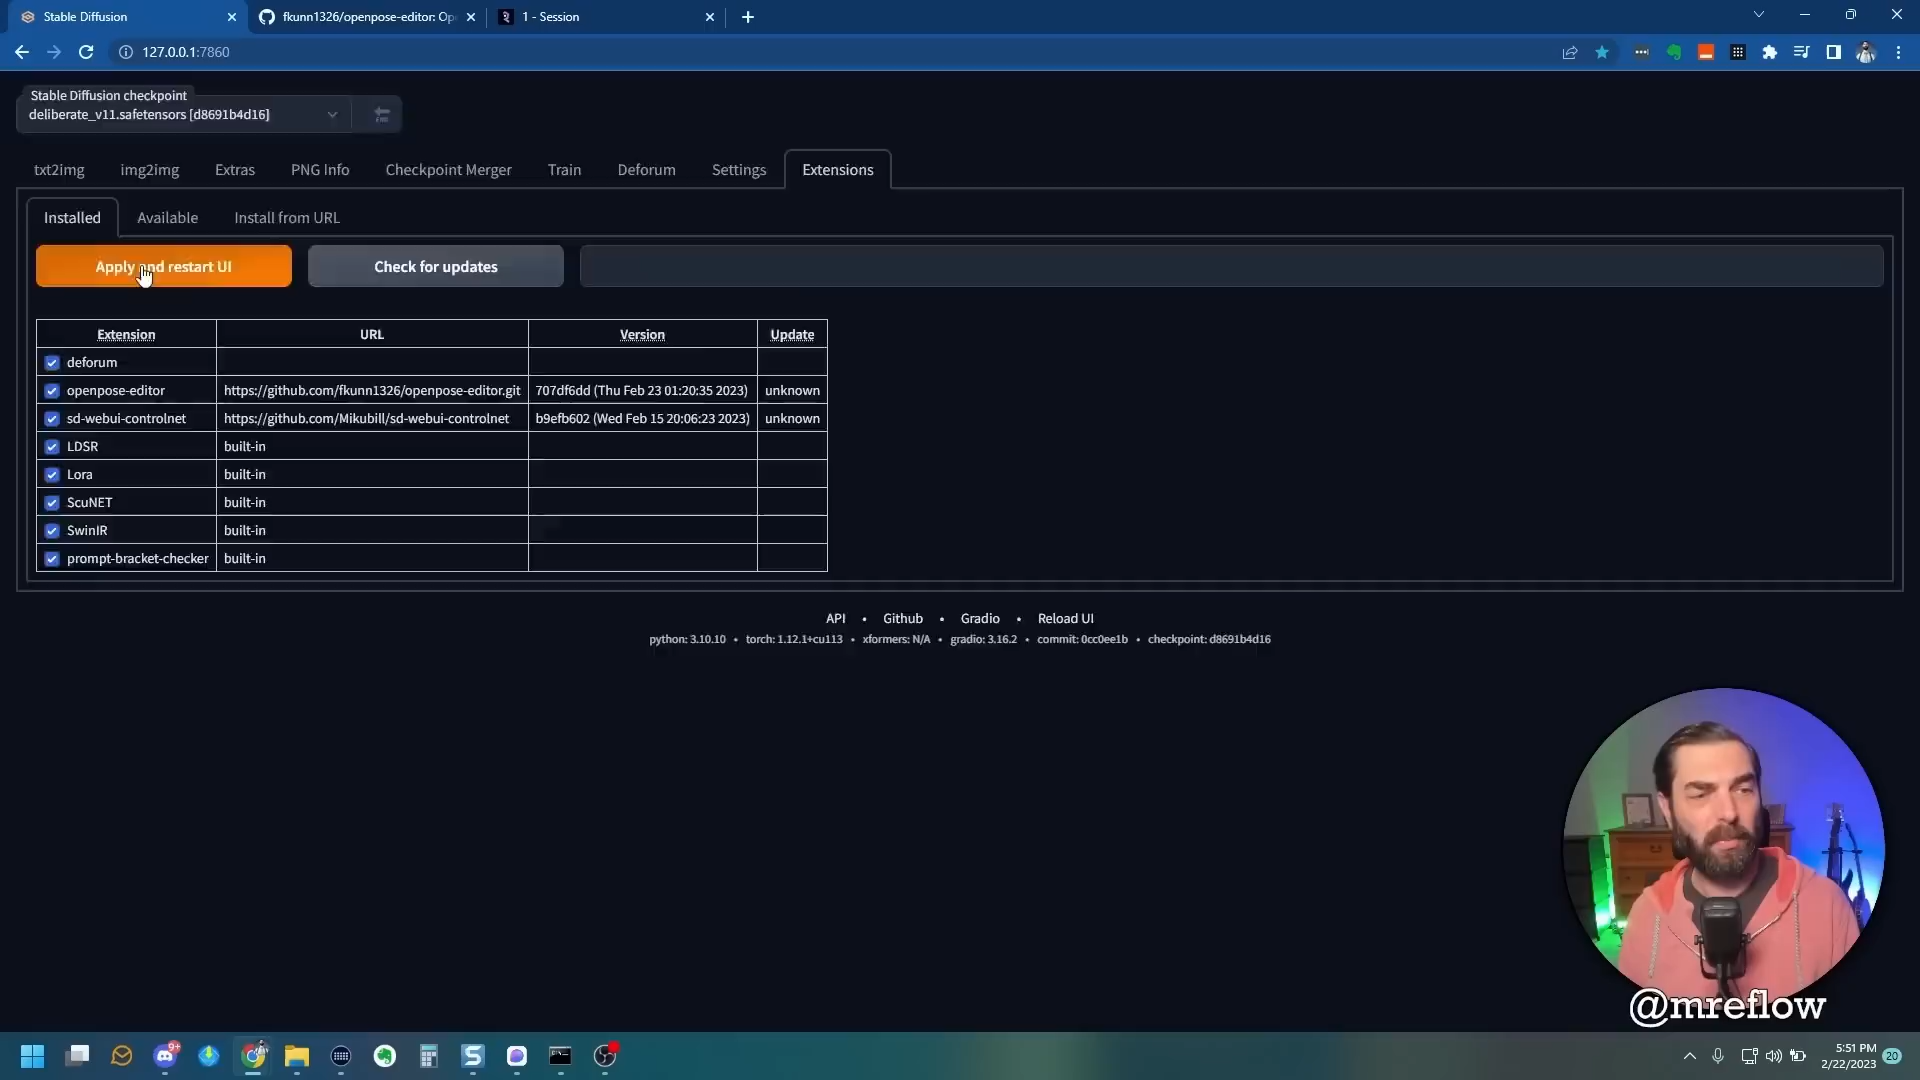 Stable Diffusion
fkunn1326/openpose-editor: Op
1 - Session
127.0.0.1:7860
Stable Diffusion checkpoint
deliberate_v11.safetensors [d8691b4d16]
txt2img img2img Extras PNG Info Checkpoint Merger Train Deforum Settings Extensions
Installed Available Install from URL
Apply and restart UI Check for updates
Extension URL Version Update
deforum
openpose-editor https://github.com/fkunn1326/openpose-editor.git 707df6dd (Thu Feb 23 01:20:35 2023) unknown
sd-webui-controlnet https://github.com/Mikubill/sd-webui-controlnet b9efb602 (Wed Feb 15 20:06:23 2023) unknown
LDSR built-in
Lora built-in
ScuNET built-in
SwinIR built-in
prompt-bracket-checker built-in
API • Github • Gradio • Reload UI
python: 3.10.10 • torch: 1.12.1+cu113 • xformers: N/A • gradio: 3.16.2 • commit: 0cc0ee1b • checkpoint: d8691b4d16
@mreflow
9+
5:51 PM
2/22/2023
20